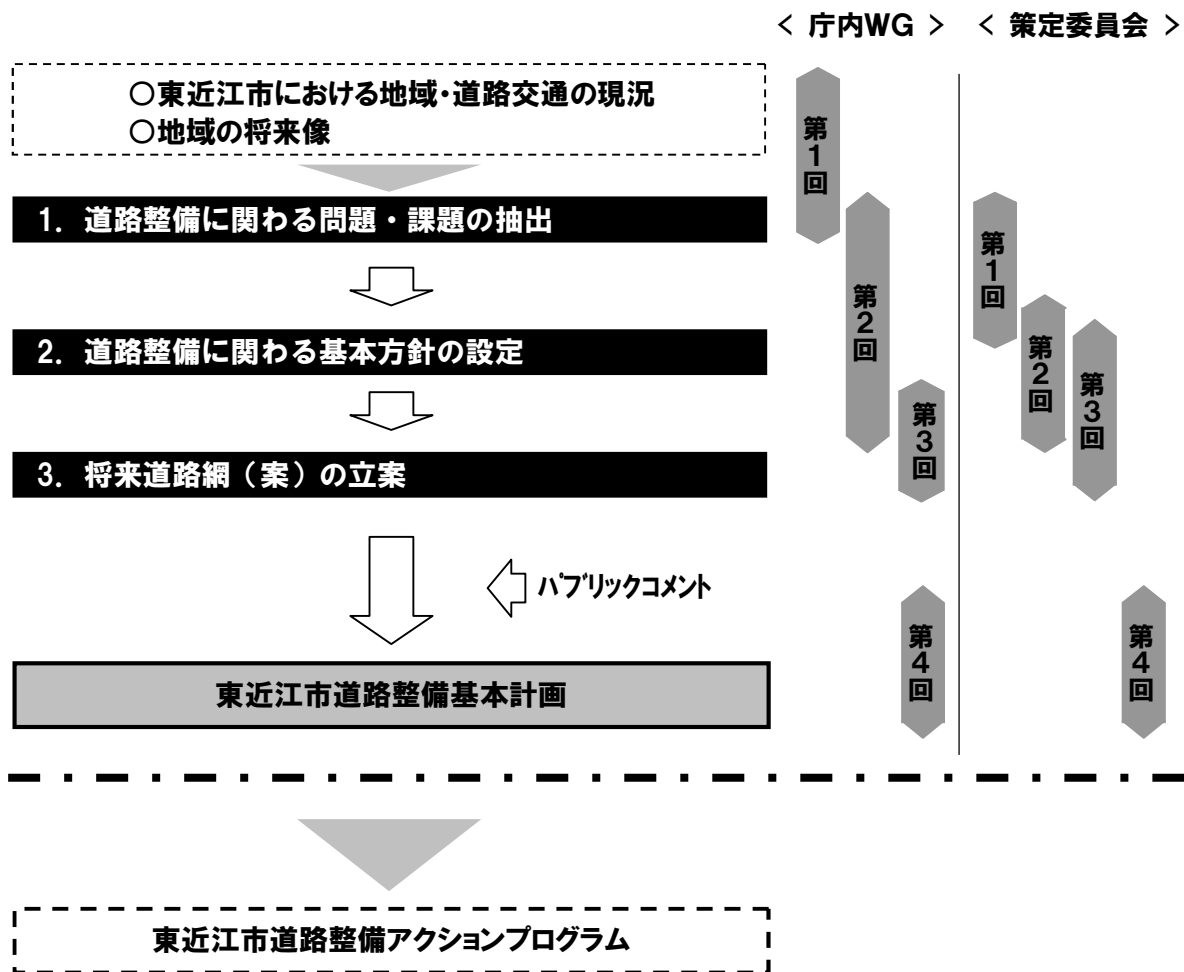 < 庁内WG >
< 策定委員会 >
○東近江市における地域・道路交通の現況
○地域の将来像
1. 道路整備に関わる問題・課題の抽出
2. 道路整備に関わる基本方針の設定
3. 将来道路網(案)の立案
パブリックコメント
東近江市道路整備基本計画
東近江市道路整備アクションプログラム
第1回
第2回
第3回
第4回
第1回
第2回
第3回
第4回